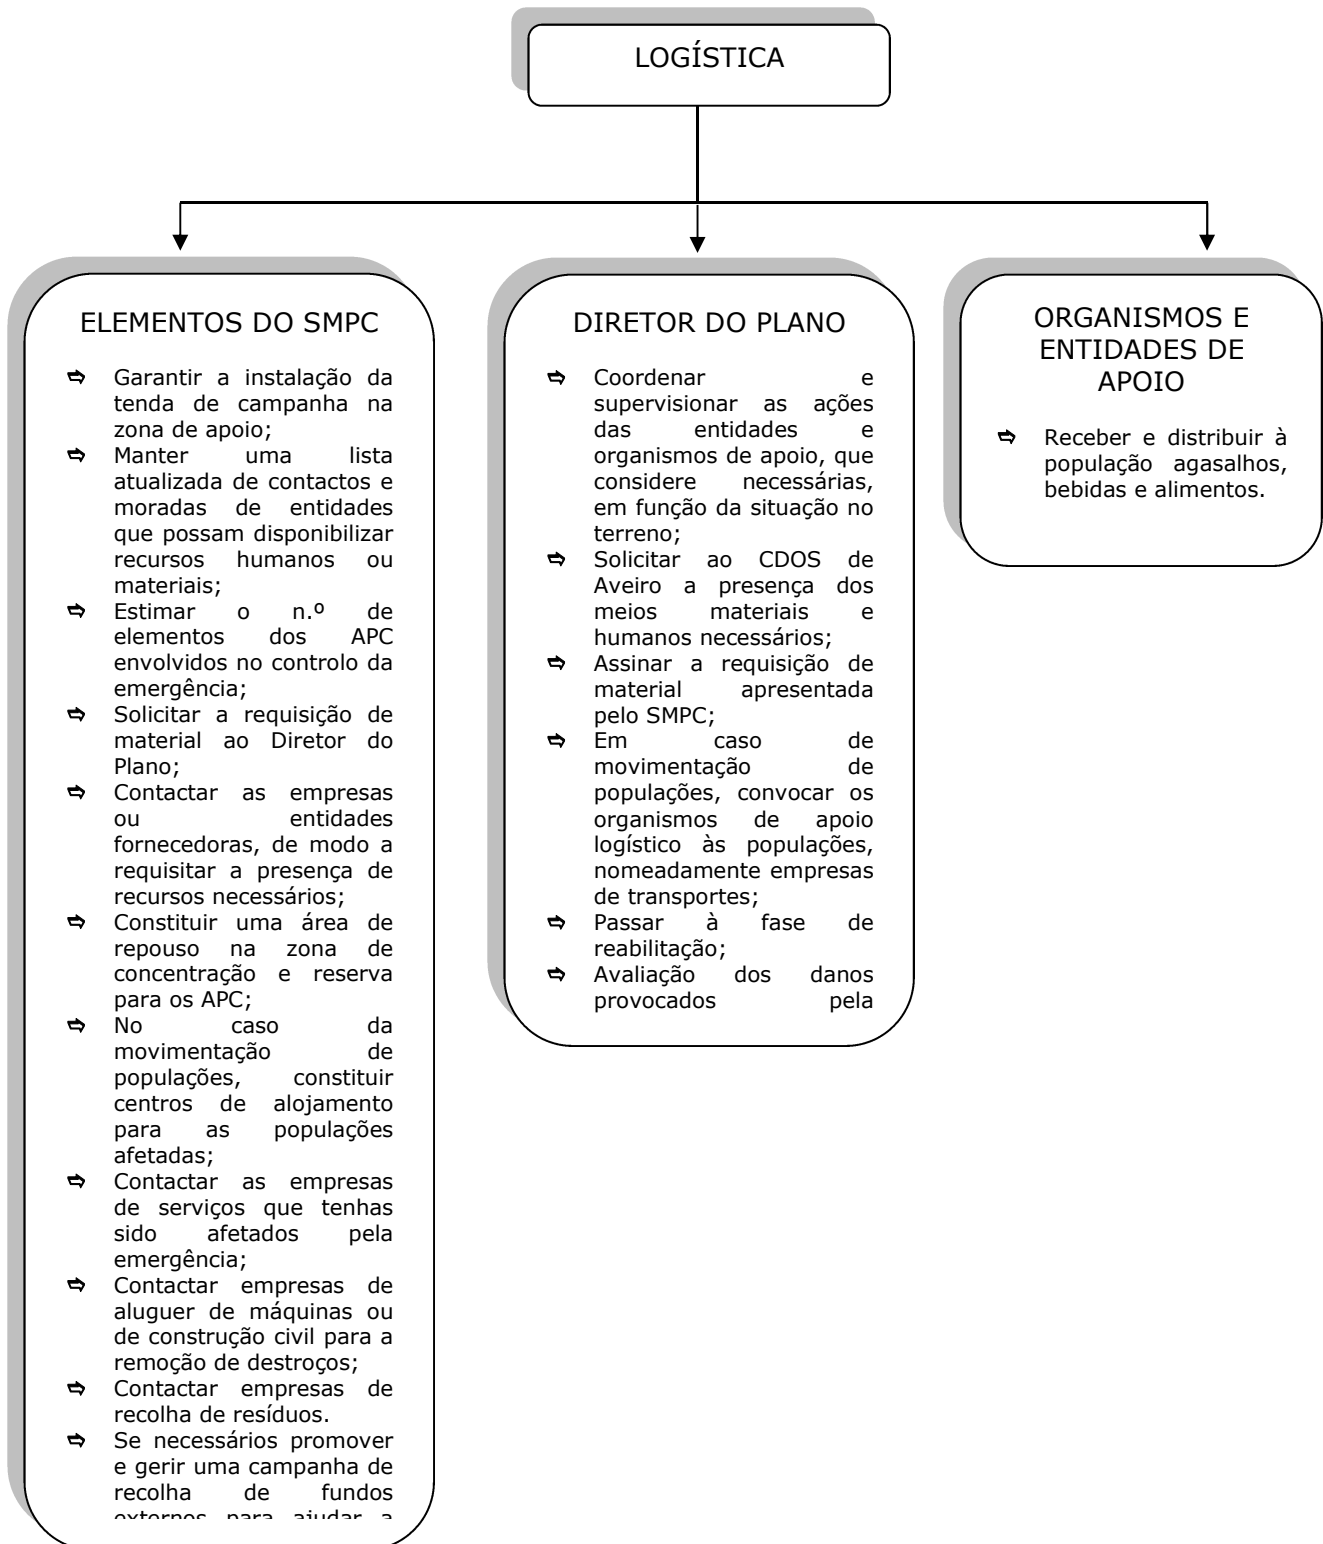 LOGÍSTICA
ELEMENTOS DO SMPC
Garantir a instalação da
tenda de campanha na
zona de apoio;
Manter uma lista
atualizada de contactos e
moradas de entidades
que possam disponibilizar
recursos humanos ou
materiais;
Estimar o n.º de
elementos dos APC
envolvidos no controlo da
emergência;
Solicitar a requisição de
material ao Diretor do
Plano;
Contactar as empresas
ou entidades
fornecedoras, de modo a
requisitar a presença de
recursos necessários;
Constituir uma área de
repouso na zona de
concentração e reserva
para os APC;
No caso da
movimentação de
populações, constituir
centros de alojamento
para as populações
afetadas;
Contactar as empresas
de serviços que tenhas
sido afetados pela
emergência;
Contactar empresas de
aluguer de máquinas ou
de construção civil para a
remoção de destroços;
Contactar empresas de
recolha de resíduos.
Se necessários promover
e gerir uma campanha de
recolha de fundos
externos para ajudar a
DIRETOR DO PLANO
Coordenar e
supervisionar as ações
das entidades e
organismos de apoio, que
considere necessárias,
em função da situação no
terreno;
Solicitar ao CDOS de
Aveiro a presença dos
meios materiais e
humanos necessários;
Assinar a requisição de
material apresentada
pelo SMPC;
Em caso de
movimentação de
populações, convocar os
organismos de apoio
logístico às populações,
nomeadamente empresas
de transportes;
Passar à fase de
reabilitação;
Avaliação dos danos
provocados pela
ORGANISMOS E
ENTIDADES DE
APOIO
Receber e distribuir à
população agasalhos,
bebidas e alimentos.